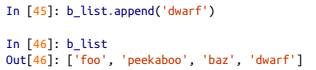 In [45]: b_list.append('dwarf')
In [46]: b_list
Out[46]: ['foo', 'peekaboo', 'baz', 'dwarf']